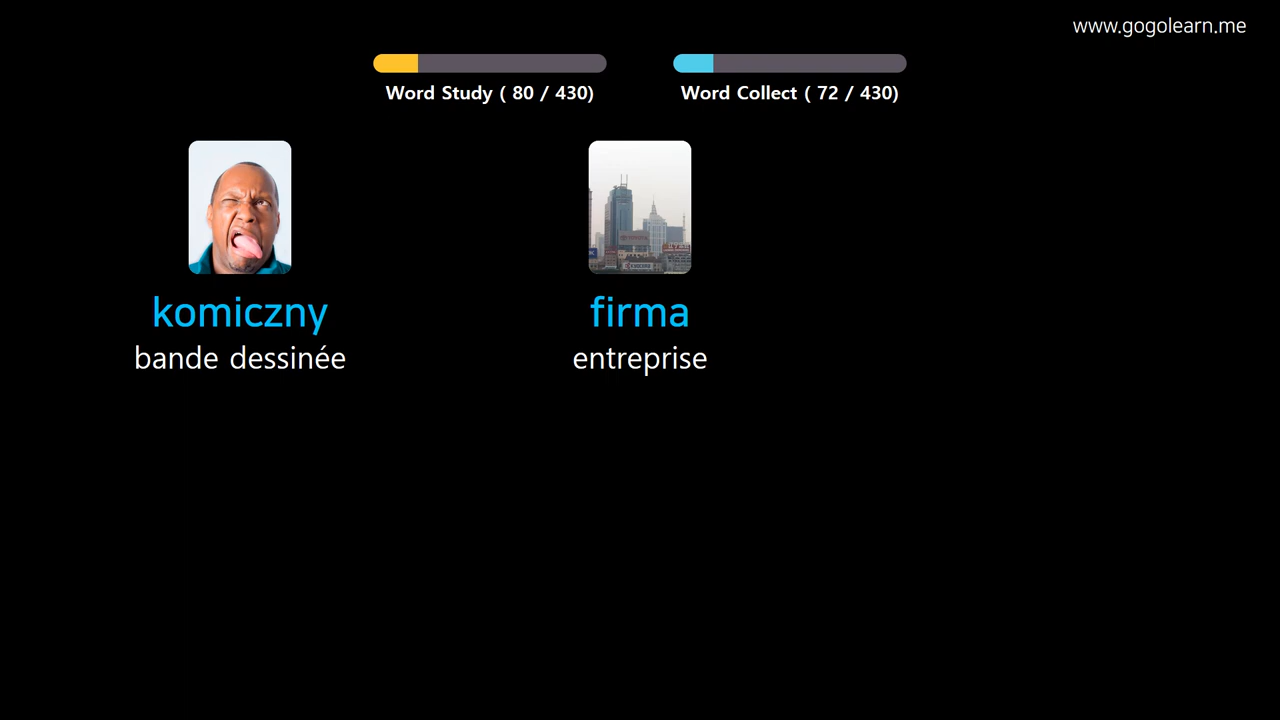 www.gogolearn.me
Word Study ( 80 / 430)
Word Collect ( 72 / 430)
komiczny
bande dessinée
firma
entreprise